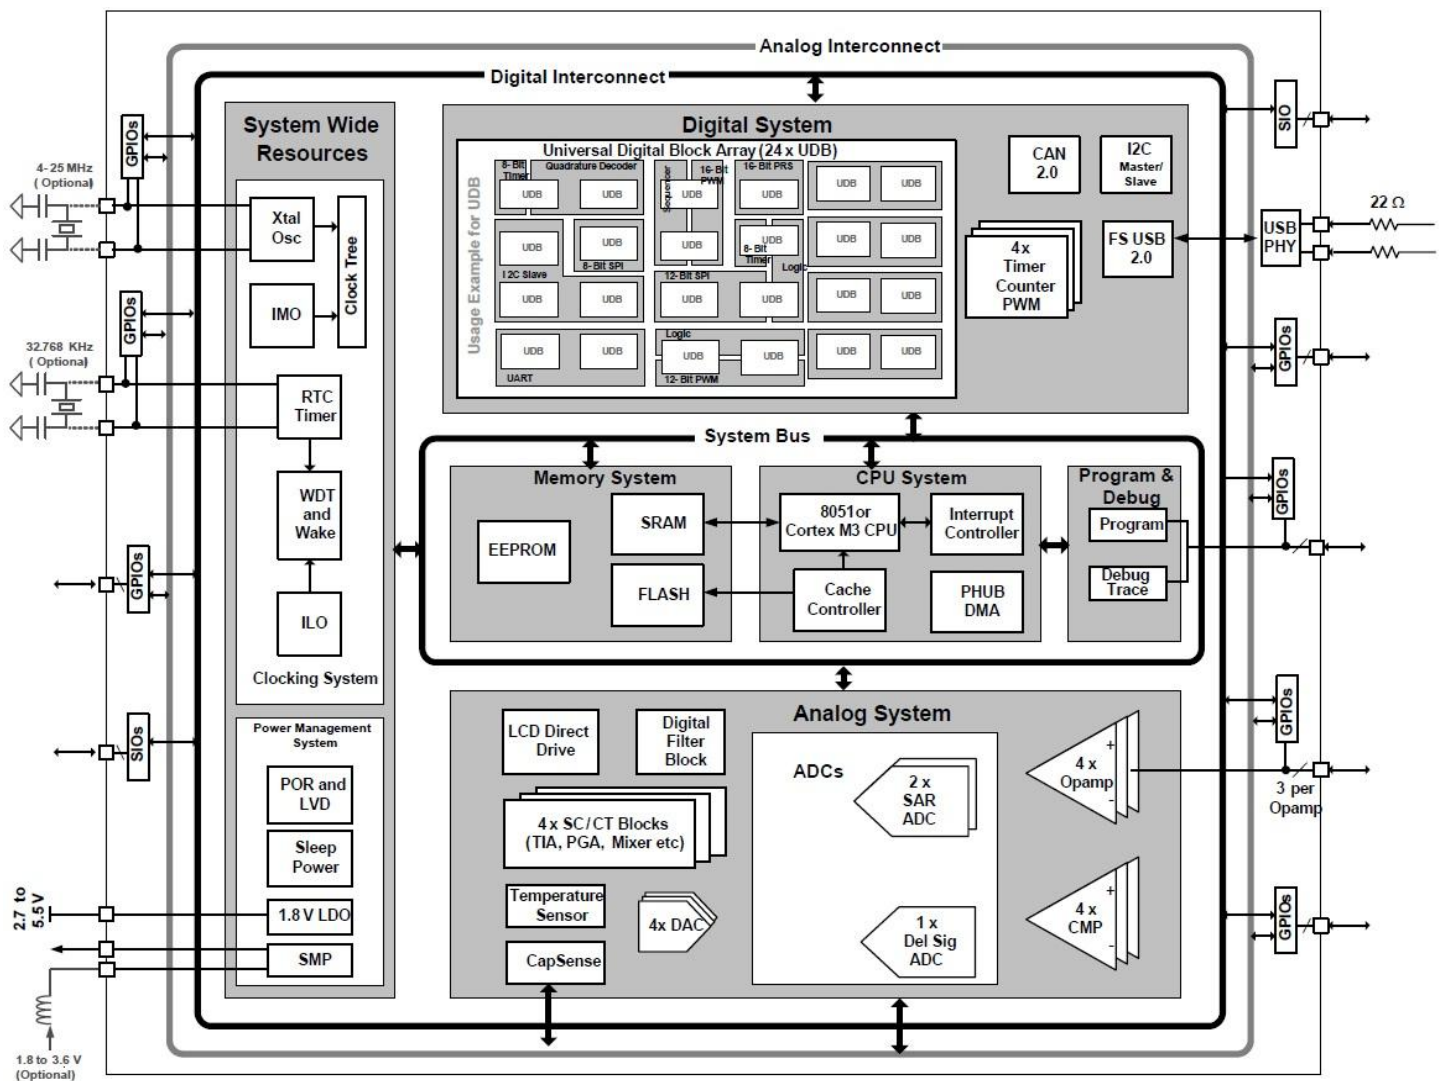 Analog Interconnect
Digital Interconnect
System Wide
Resources
Xtal
Osc
IMO
Clock Tree
RTC
Timer
WDT
and
Wake
ILO
Clocking System
Power Management
System
POR and
LVD
Sleep
Power
1.8 V LDO
SMP
GPIOs
4- 25 MHz
( Optional)
GPIOs
32.768 KHz
( Optional)
GPIOs
SIOs
2.7 to
5.5 V
1.8 to 3.6 V
(Optional)
Digital System
Universal Digital Block Array (24 x UDB)
Usage Example for UDB
8- Bit
Timer
Quadrature Decoder
Sequencer
16- Bit
PWM
16- Bit PRS
UDB
UDB
UDB
UDB
UDB
UDB
UDB
UDB
UDB
UDB
UDB
UDB
8- Bit
Timer
Logic
I2C Slave
8- Bit SPI
12- Bit SPI
UDB
UDB
UDB
UDB
UDB
UDB
Logic
UDB
UDB
UDB
UDB
UDB
UDB
UART
12- Bit PWM
CAN
2.0
I2C
Master/
Slave
4 x
Timer
Counter
PWM
FS USB
2.0
System Bus
Memory System
EEPROM
SRAM
FLASH
CPU System
8051 or
Cortex M3 CPU
Interrupt
Controller
Cache
Controller
PHUB
DMA
Program &
Debug
Program
Debug
Trace
Analog System
LCD Direct
Drive
Digital
Filter
Block
4 x SC/CT Blocks
(TIA, PGA, Mixer etc)
Temperature
Sensor
4x DAC
CapSense
ADCs
2 x
SAR
ADC
1 x
Del Sig
ADC
+
4 x
Opamp
-
+
4 x
CMP
-
SIO
22 Ω
USB
PHY
GPIOs
GPIOs
GPIOs
3 per
Opamp
GPIOs